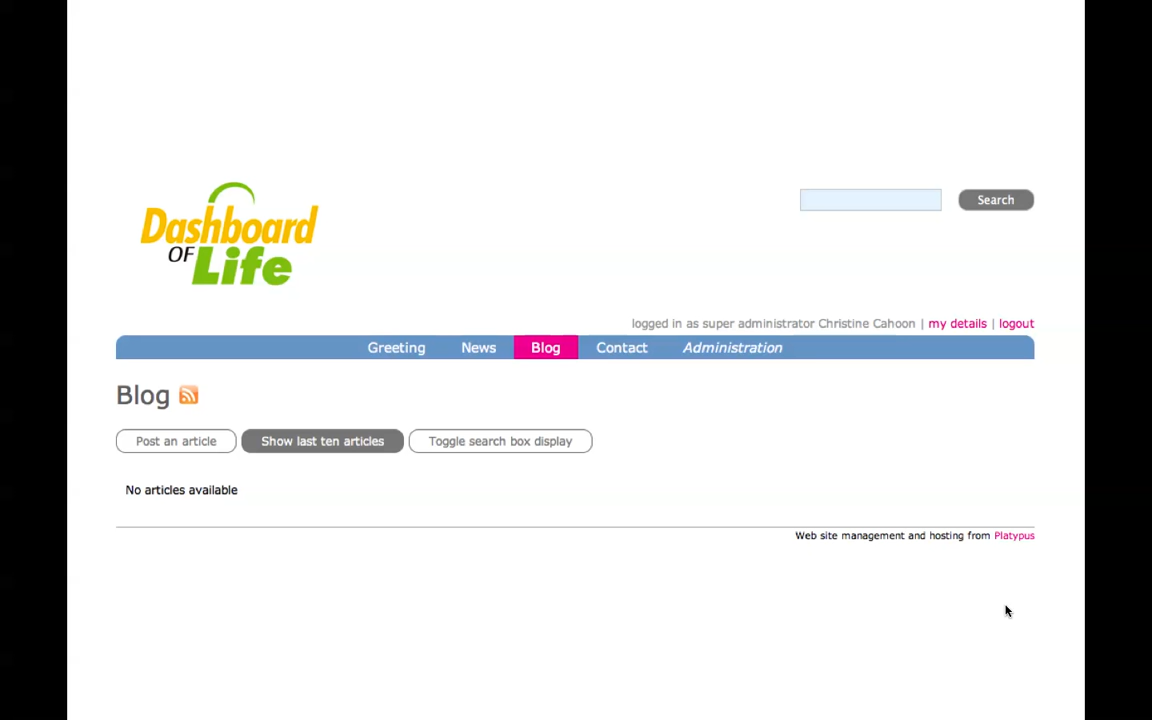 Dashboard
OF Life
Search
logged in as super administrator Christine Cahoon | my details | logout
Greeting News Blog Contact Administration
Blog
Post an article Show last ten articles Toggle search box display
No articles available
Web site management and hosting from Platypus